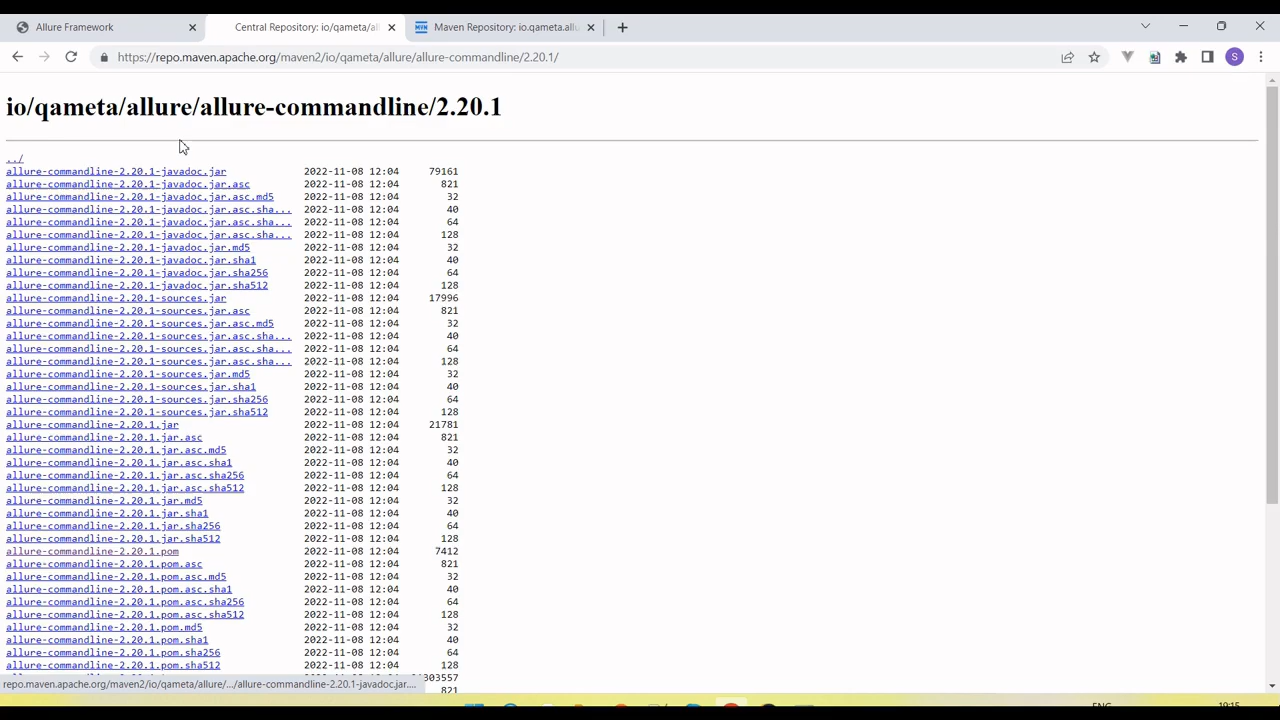 Allure Framework
Central Repository: io/qameta/all
Maven Repository: io.qameta.allu
https://repo.maven.apache.org/maven2/io/qameta/allure/allure-commandline/2.20.1/
S
io/qameta/allure/allure-commandline/2.20.1
../
allure-commandline-2.20.1-javadoc.jar 2022-11-08 12:04 79161
allure-commandline-2.20.1-javadoc.jar.asc 2022-11-08 12:04 821
allure-commandline-2.20.1-javadoc.jar.asc.md5 2022-11-08 12:04 32
allure-commandline-2.20.1-javadoc.jar.asc.sha... 2022-11-08 12:04 40
allure-commandline-2.20.1-javadoc.jar.asc.sha... 2022-11-08 12:04 64
allure-commandline-2.20.1-javadoc.jar.asc.sha... 2022-11-08 12:04 128
allure-commandline-2.20.1-javadoc.jar.md5 2022-11-08 12:04 32
allure-commandline-2.20.1-javadoc.jar.sha1 2022-11-08 12:04 40
allure-commandline-2.20.1-javadoc.jar.sha256 2022-11-08 12:04 64
allure-commandline-2.20.1-javadoc.jar.sha512 2022-11-08 12:04 128
allure-commandline-2.20.1-sources.jar 2022-11-08 12:04 17996
allure-commandline-2.20.1-sources.jar.asc 2022-11-08 12:04 821
allure-commandline-2.20.1-sources.jar.asc.md5 2022-11-08 12:04 32
allure-commandline-2.20.1-sources.jar.asc.sha... 2022-11-08 12:04 40
allure-commandline-2.20.1-sources.jar.asc.sha... 2022-11-08 12:04 64
allure-commandline-2.20.1-sources.jar.asc.sha... 2022-11-08 12:04 128
allure-commandline-2.20.1-sources.jar.md5 2022-11-08 12:04 32
allure-commandline-2.20.1-sources.jar.sha1 2022-11-08 12:04 40
allure-commandline-2.20.1-sources.jar.sha256 2022-11-08 12:04 64
allure-commandline-2.20.1-sources.jar.sha512 2022-11-08 12:04 128
allure-commandline-2.20.1.jar 2022-11-08 12:04 21781
allure-commandline-2.20.1.jar.asc 2022-11-08 12:04 821
allure-commandline-2.20.1.jar.asc.md5 2022-11-08 12:04 32
allure-commandline-2.20.1.jar.asc.sha1 2022-11-08 12:04 40
allure-commandline-2.20.1.jar.asc.sha256 2022-11-08 12:04 64
allure-commandline-2.20.1.jar.asc.sha512 2022-11-08 12:04 128
allure-commandline-2.20.1.jar.md5 2022-11-08 12:04 32
allure-commandline-2.20.1.jar.sha1 2022-11-08 12:04 40
allure-commandline-2.20.1.jar.sha256 2022-11-08 12:04 64
allure-commandline-2.20.1.jar.sha512 2022-11-08 12:04 128
allure-commandline-2.20.1.pom 2022-11-08 12:04 7412
allure-commandline-2.20.1.pom.asc 2022-11-08 12:04 821
allure-commandline-2.20.1.pom.asc.md5 2022-11-08 12:04 32
allure-commandline-2.20.1.pom.asc.sha1 2022-11-08 12:04 40
allure-commandline-2.20.1.pom.asc.sha256 2022-11-08 12:04 64
allure-commandline-2.20.1.pom.asc.sha512 2022-11-08 12:04 128
allure-commandline-2.20.1.pom.md5 2022-11-08 12:04 32
allure-commandline-2.20.1.pom.sha1 2022-11-08 12:04 40
allure-commandline-2.20.1.pom.sha256 2022-11-08 12:04 64
allure-commandline-2.20.1.pom.sha512 2022-11-08 12:04 128
303557
repo.maven.apache.org/maven2/io/qameta/allure/.../allure-commandline-2.20.1-javadoc.jar....
821
ENG 19:15